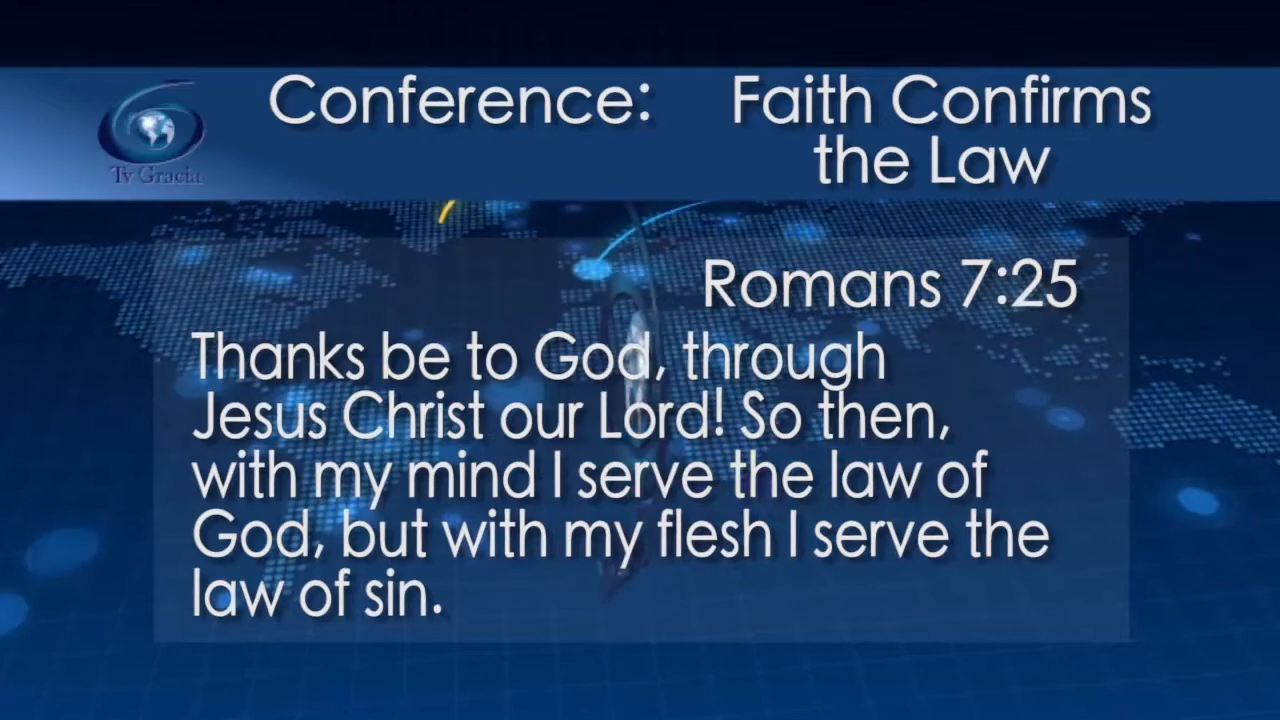 Conference: Faith Confirms
the Law
Tv Gracia
Romans 7:25
Thanks be to God, through
Jesus Christ our Lord! So then,
with my mind I serve the law of
God, but with my flesh I serve the
law of sin.